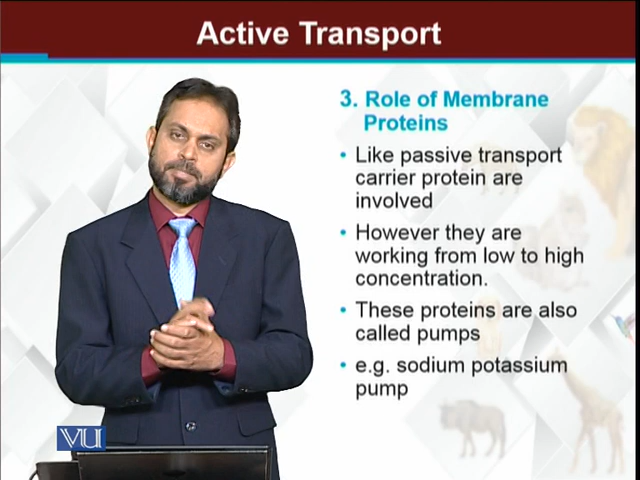 Active Transport
3. Role of Membrane
Proteins
• Like passive transport
carrier protein are
involved
• However they are
working from low to high
concentration.
• These proteins are also
called pumps
• e.g. sodium potassium
pump
VU